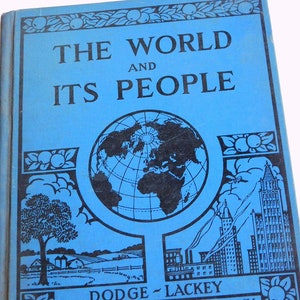 THE WORLD
AND
ITS PEOPLE
DODGE ~ LACKEY